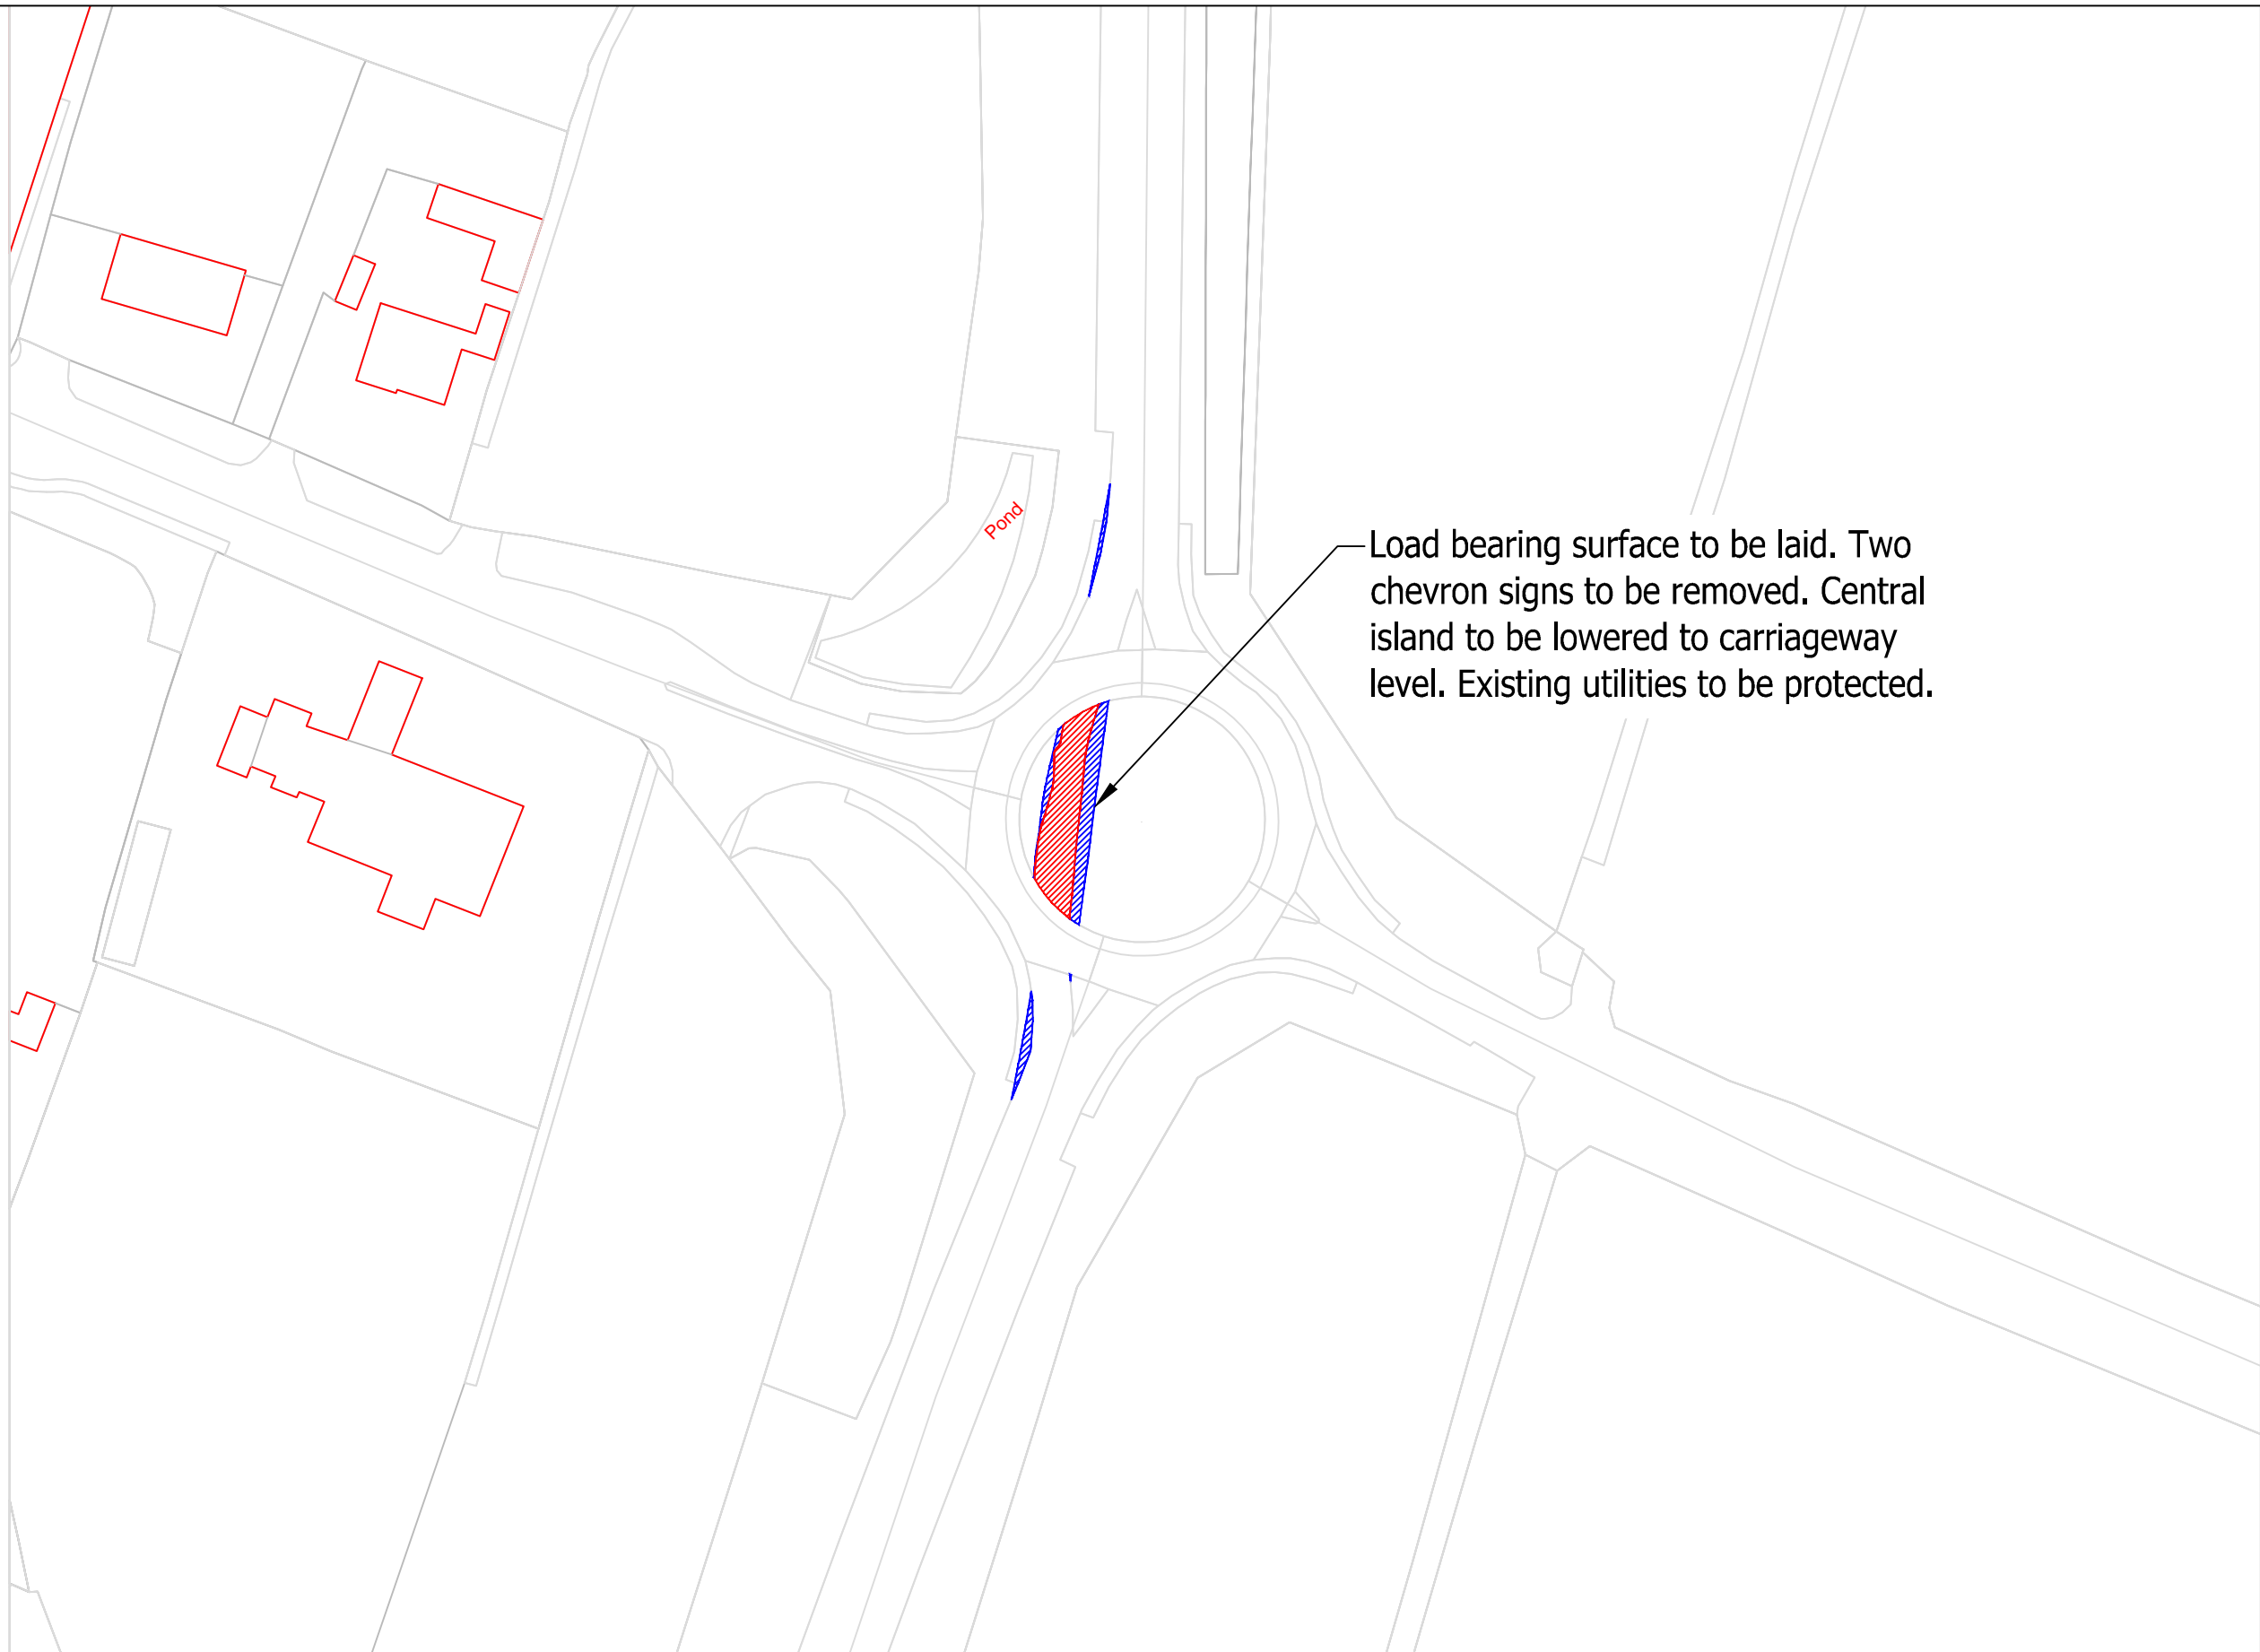 Pond
Load bearing surface to be laid. Two
chevron signs to be removed. Central
island to be lowered to carriageway
level. Existing utilities to be protected.